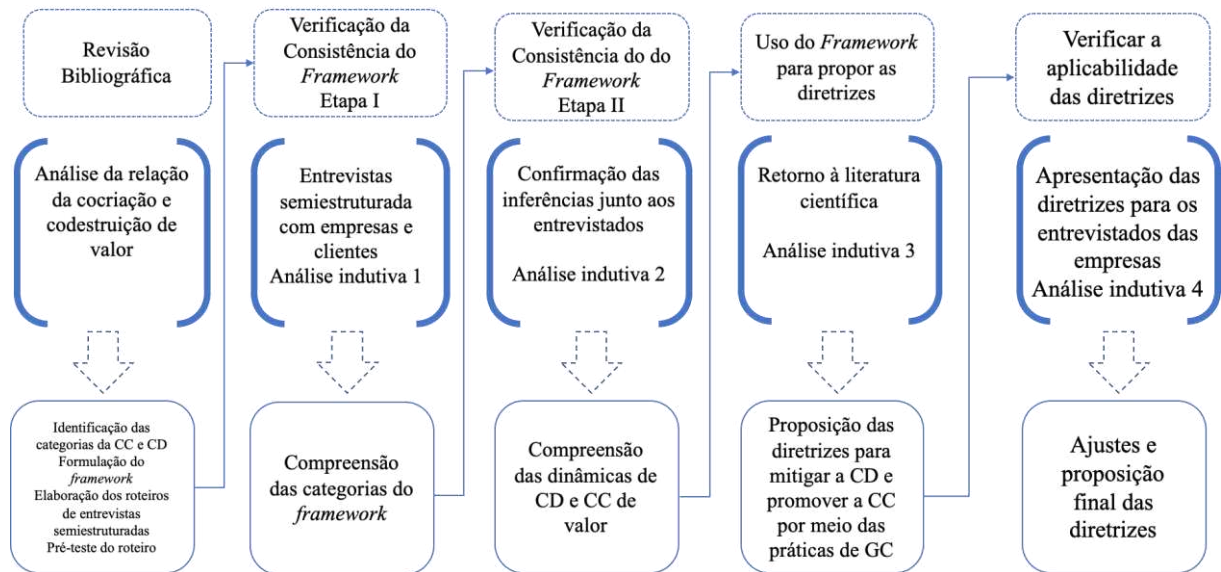 Revisão
Bibliográfica
Análise da relação
da cocriação e
codestruição de
valor
Identificação das
categorias da CC e CD
Formulação do
framework
Elaboração dos roteiros
de entrevistas
semiestruturadas
Pré-teste do roteiro
Verificação da
Consistência do
Framework
Etapa I
Entrevistas
semiestruturada
com empresas e
clientes
Análise indutiva 1
Compreensão
das categorias do
framework
Verificação da
Consistência do do
Framework
Etapa II
Confirmação das
inferências junto aos
entrevistados
Análise indutiva 2
Compreensão
das dinâmicas de
CD e CC de
valor
Uso do Framework
para propor as
diretrizes
Retorno à literatura
científica
Análise indutiva 3
Proposição das
diretrizes para
mitigar a CD e
promover a CC
por meio das
práticas de GC
Verificar a
aplicabilidade
das diretrizes
Apresentação das
diretrizes para os
entrevistados das
empresas
Análise indutiva 4
Ajustes e
proposição
final das
diretrizes